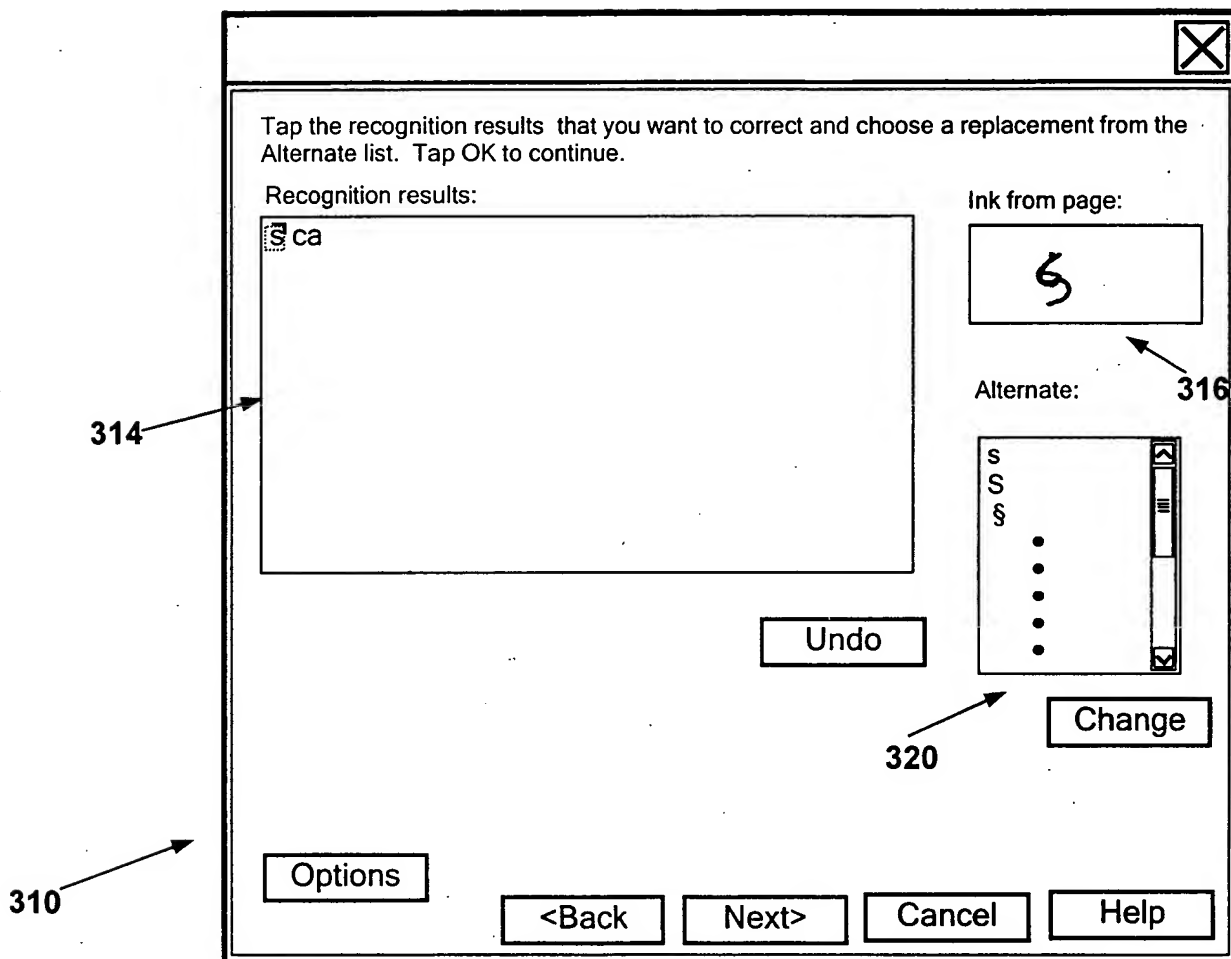 Tap the recognition results that you want to correct and choose a replacement from the
Alternate list. Tap OK to continue.
Recognition results:
Ink from page:
s ca
S
316
Alternate:
314
s
S
§
Undo
Change
320
Options
310
<Back
Next>
Cancel
Help